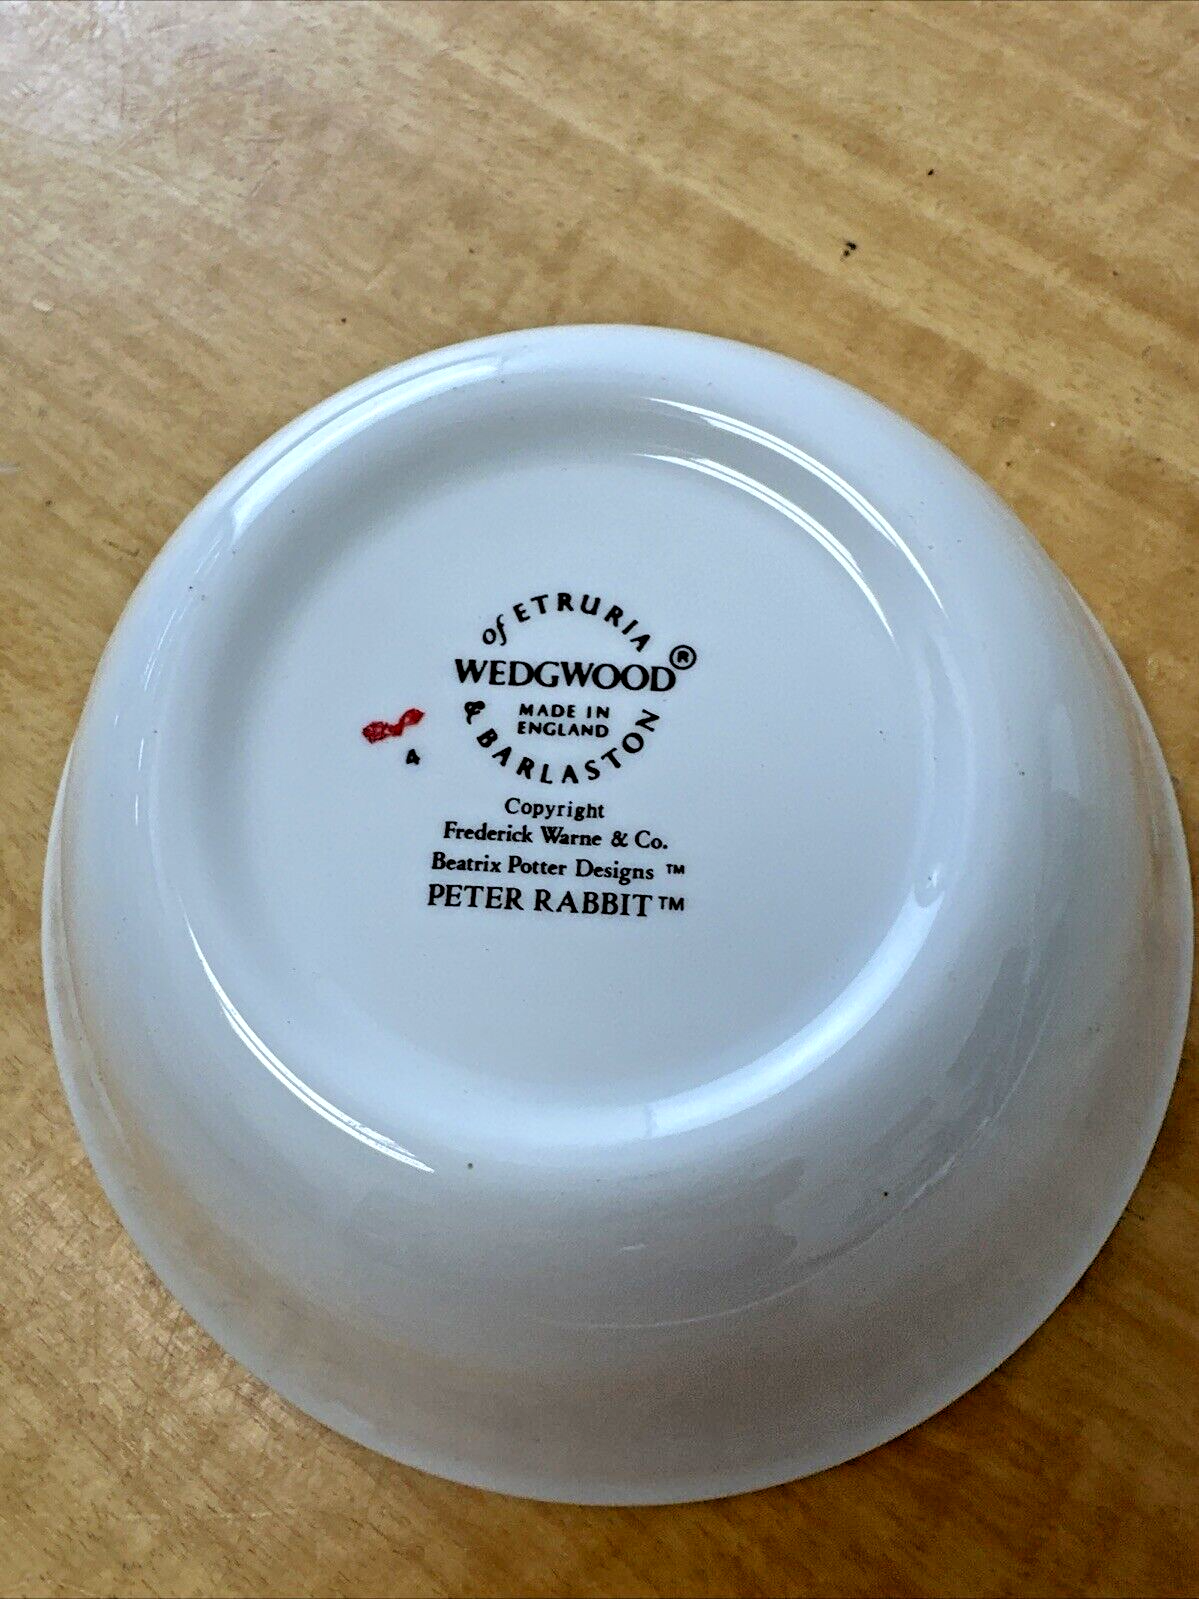 of ETRURIA
WEDGWOOD®
MADE IN
ENGLAND
& BARLASTON
4
Copyright
Frederick Warne & Co.
Beatrix Potter Designs ™
PETER RABBIT™